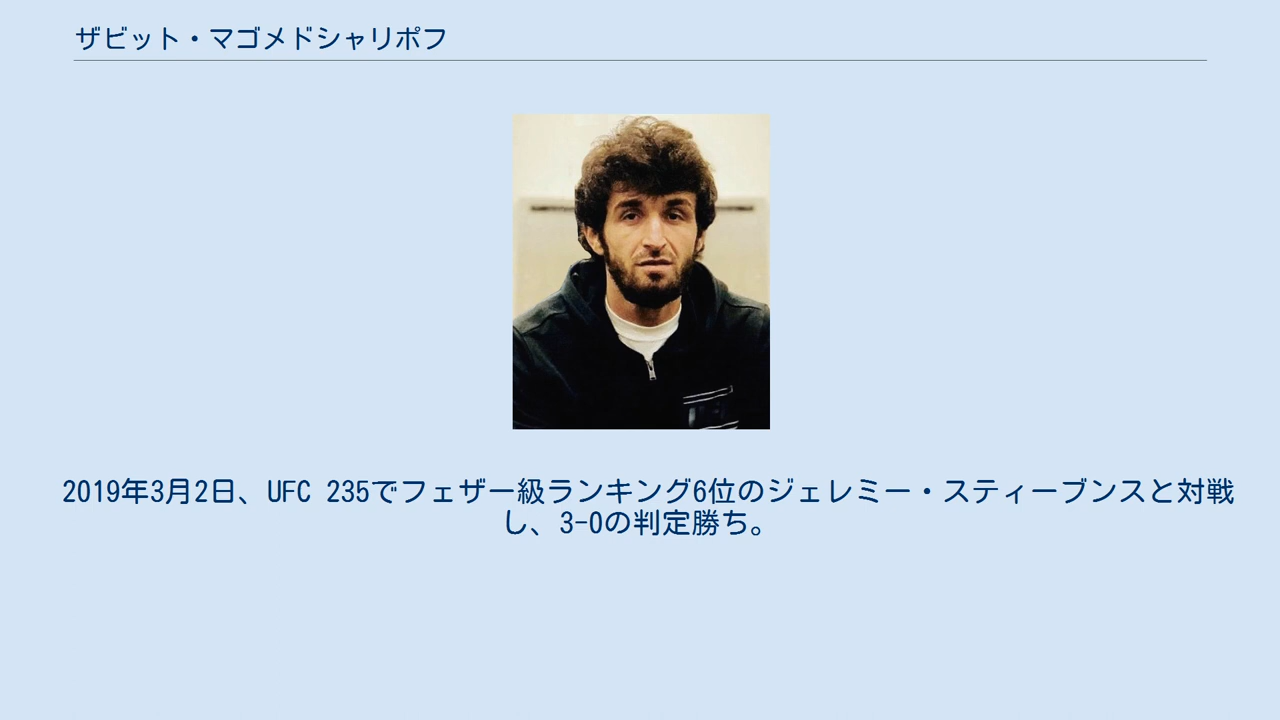 ザビット・マゴメドシャリポフ
2019年3月2日、UFC 235でフェザー級ランキング6位のジェレミー・スティーブンスと対戦
し、3-0の判定勝ち。